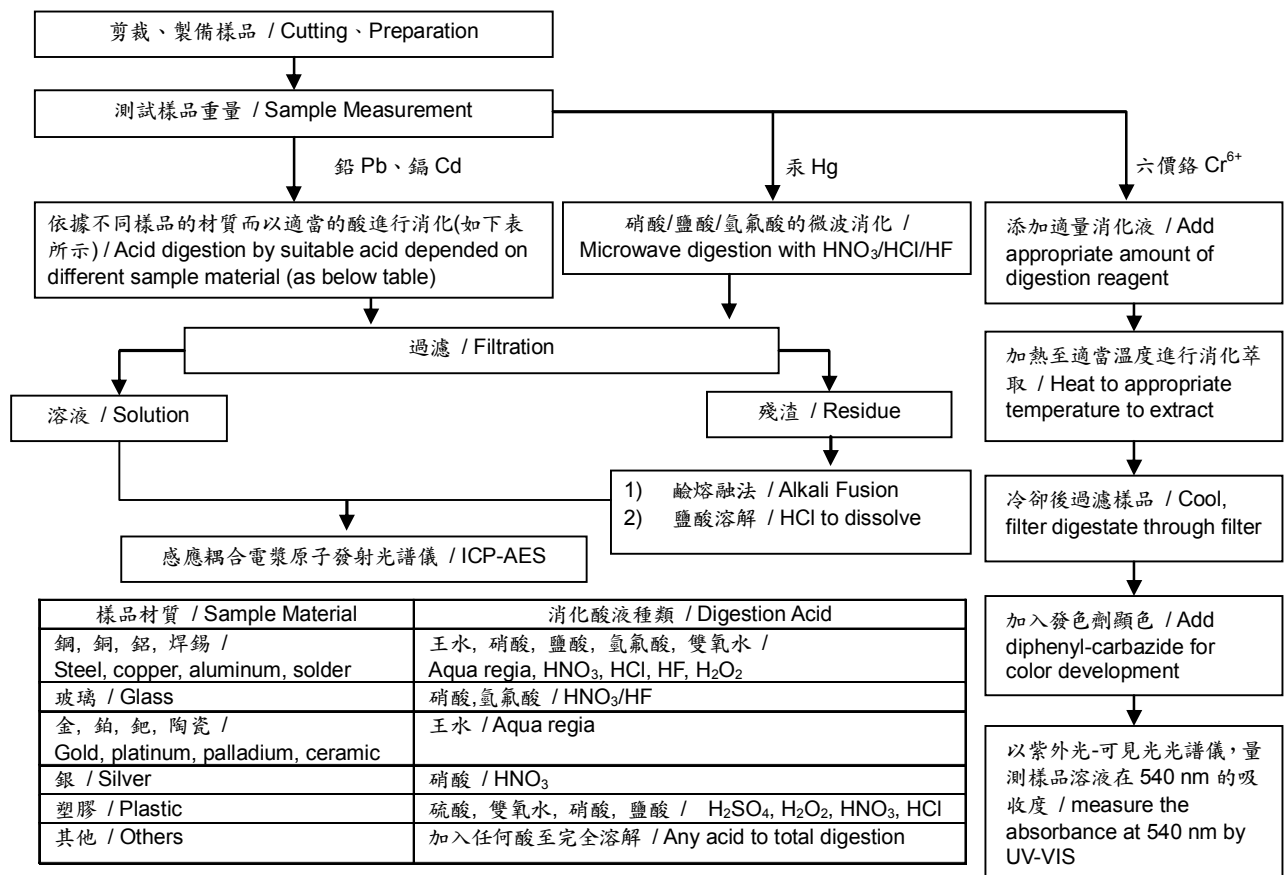 剪裁、製備樣品 / Cutting、Preparation
測試樣品重量 / Sample Measurement
鉛 Pb、鎘 Cd
汞 Hg
六價鉻 Cr⁶⁺
依據不同樣品的材質而以適當的酸進行消化(如下表
所示) / Acid digestion by suitable acid depended on
different sample material (as below table)
硝酸/鹽酸/氫氟酸的微波消化 /
Microwave digestion with HNO₃/HCl/HF
添加適量消化液 / Add
appropriate amount of
digestion reagent
過濾 / Filtration
加熱至適當溫度進行消化萃
取 / Heat to appropriate
temperature to extract
溶液 / Solution
殘渣 / Residue
1) 鹼熔融法 / Alkali Fusion
2) 鹽酸溶解 / HCl to dissolve
冷卻後過濾樣品 / Cool,
filter digestate through filter
感應耦合電漿原子發射光譜儀 / ICP-AES
樣品材質 / Sample Material
消化酸液種類 / Digestion Acid
鋼, 銅, 鋁, 焊錫 /
Steel, copper, aluminum, solder
王水, 硝酸, 鹽酸, 氫氟酸, 雙氧水 /
Aqua regia, HNO₃, HCl, HF, H₂O₂
玻璃 / Glass
硝酸,氫氟酸 / HNO₃/HF
金, 鉑, 鈀, 陶瓷 /
Gold, platinum, palladium, ceramic
王水 / Aqua regia
銀 / Silver
硝酸 / HNO₃
塑膠 / Plastic
硫酸, 雙氧水, 硝酸, 鹽酸 / H₂SO₄, H₂O₂, HNO₃, HCl
其他 / Others
加入任何酸至完全溶解 / Any acid to total digestion
加入發色劑顯色 / Add
diphenyl-carbazide for
color development
以紫外光-可見光光譜儀，量
測樣品溶液在 540 nm 的吸
收度 / measure the
absorbance at 540 nm by
UV-VIS